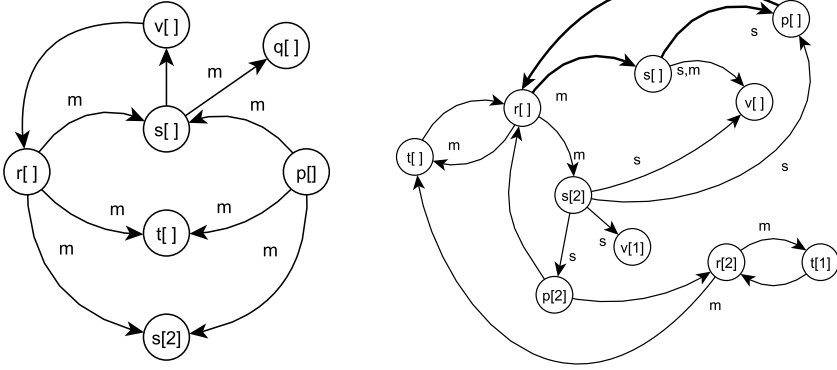 v[ ]
q[ ]
m
m
m
s[ ]
r[ ]
p[]
m
m
t[ ]
m
m
s[2]
p[ ]
s
s[ ]
s,m
m
v[ ]
r[ ]
m
t[ ]
m
s
s
s[2]
s
v[1]
s
m
r[2]
t[1]
p[2]
m